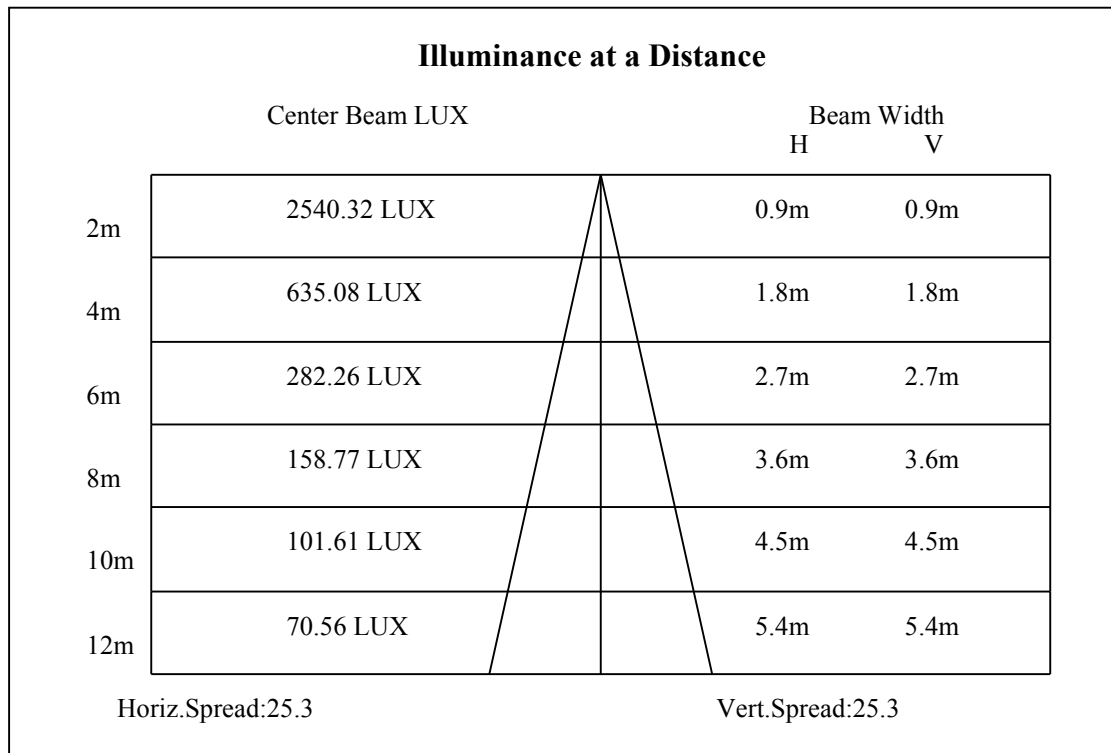 Illuminance at a Distance
Center Beam LUX Beam Width
H V
2m 2540.32 LUX 0.9m 0.9m
4m 635.08 LUX 1.8m 1.8m
6m 282.26 LUX 2.7m 2.7m
8m 158.77 LUX 3.6m 3.6m
10m 101.61 LUX 4.5m 4.5m
12m 70.56 LUX 5.4m 5.4m
Horiz.Spread:25.3 Vert.Spread:25.3